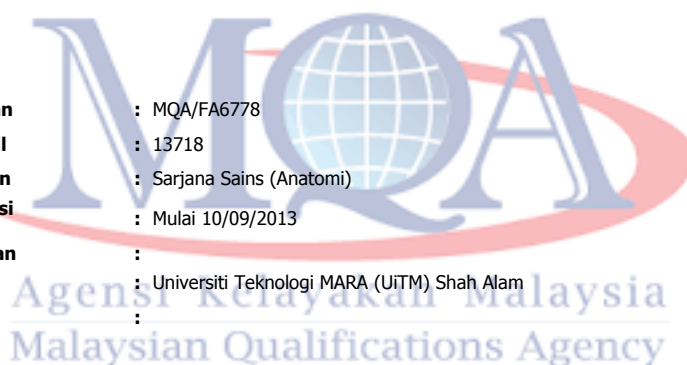 MQA
an : MQA/FA6778
l : 13718
n : Sarjana Sains (Anatomi)
si : Mulai 10/09/2013
an :
: Universiti Teknologi MARA (UiTM) Shah Alam
:
Agensi Kelayakan Malaysia
Malaysian Qualifications Agency